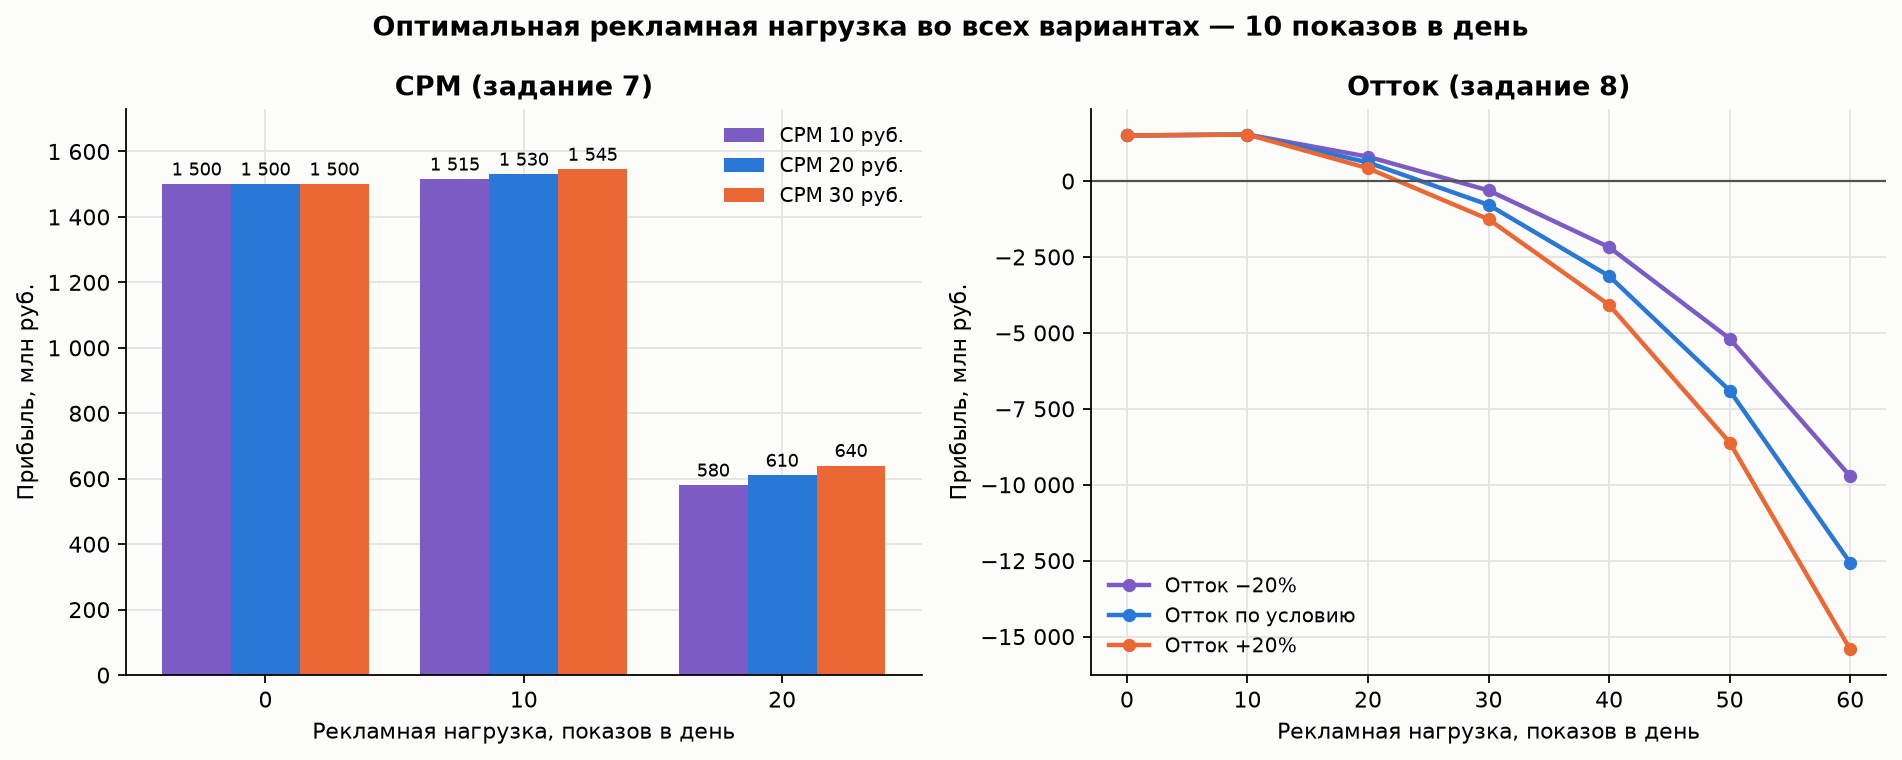 Оптимальная рекламная нагрузка во всех вариантах — 10 показов в день
CPM (задание 7)
Прибыль, млн руб.
1 600
1 400
1 200
1 000
800
600
400
200
0
1 500 1 500 1 500
1 515 1 530 1 545
580 610 640
CPM 10 руб.
CPM 20 руб.
CPM 30 руб.
0 10 20
Рекламная нагрузка, показов в день
Отток (задание 8)
Прибыль, млн руб.
0
−2 500
−5 000
−7 500
−10 000
−12 500
−15 000
Отток −20%
Отток по условию
Отток +20%
0 10 20 30 40 50 60
Рекламная нагрузка, показов в день